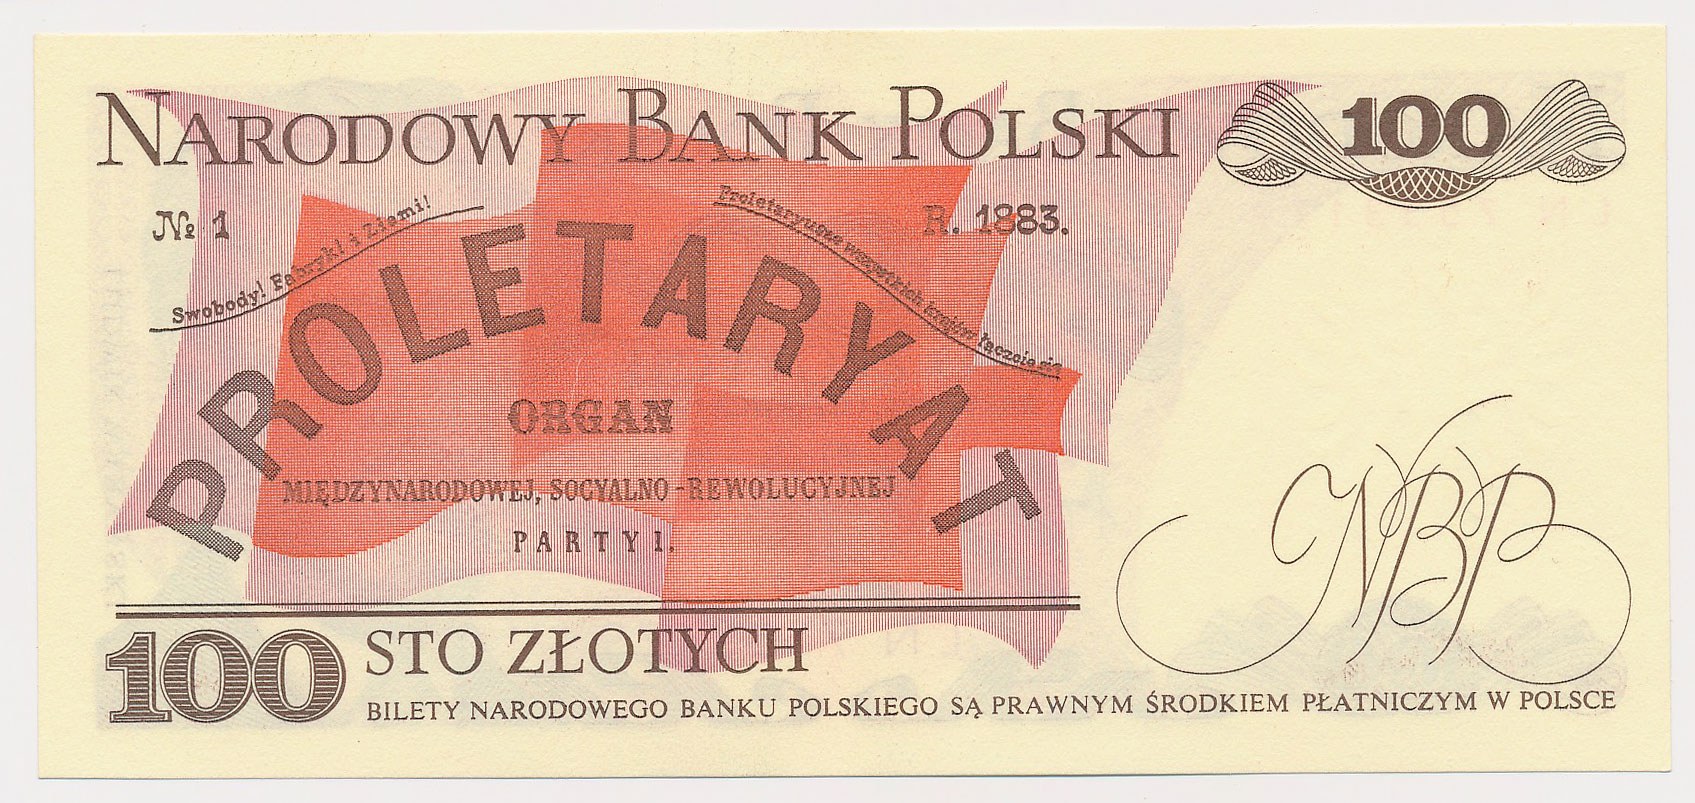 NARODOWY BANK POLSKI
100
№ 1
R. 1883.
Swobody! Fabryki i Ziemi!
Proletaryusze wszystkich krajów łączcie się
PROLETARYAT
ORGAN
MIĘDZYNARODOWEJ, SOCYALNO-REWOLUCYJNEJ
PARTYI.
NBP
100
STO ZŁOTYCH
BILETY NARODOWEGO BANKU POLSKIEGO SĄ PRAWNYM ŚRODKIEM PŁATNICZYM W POLSCE